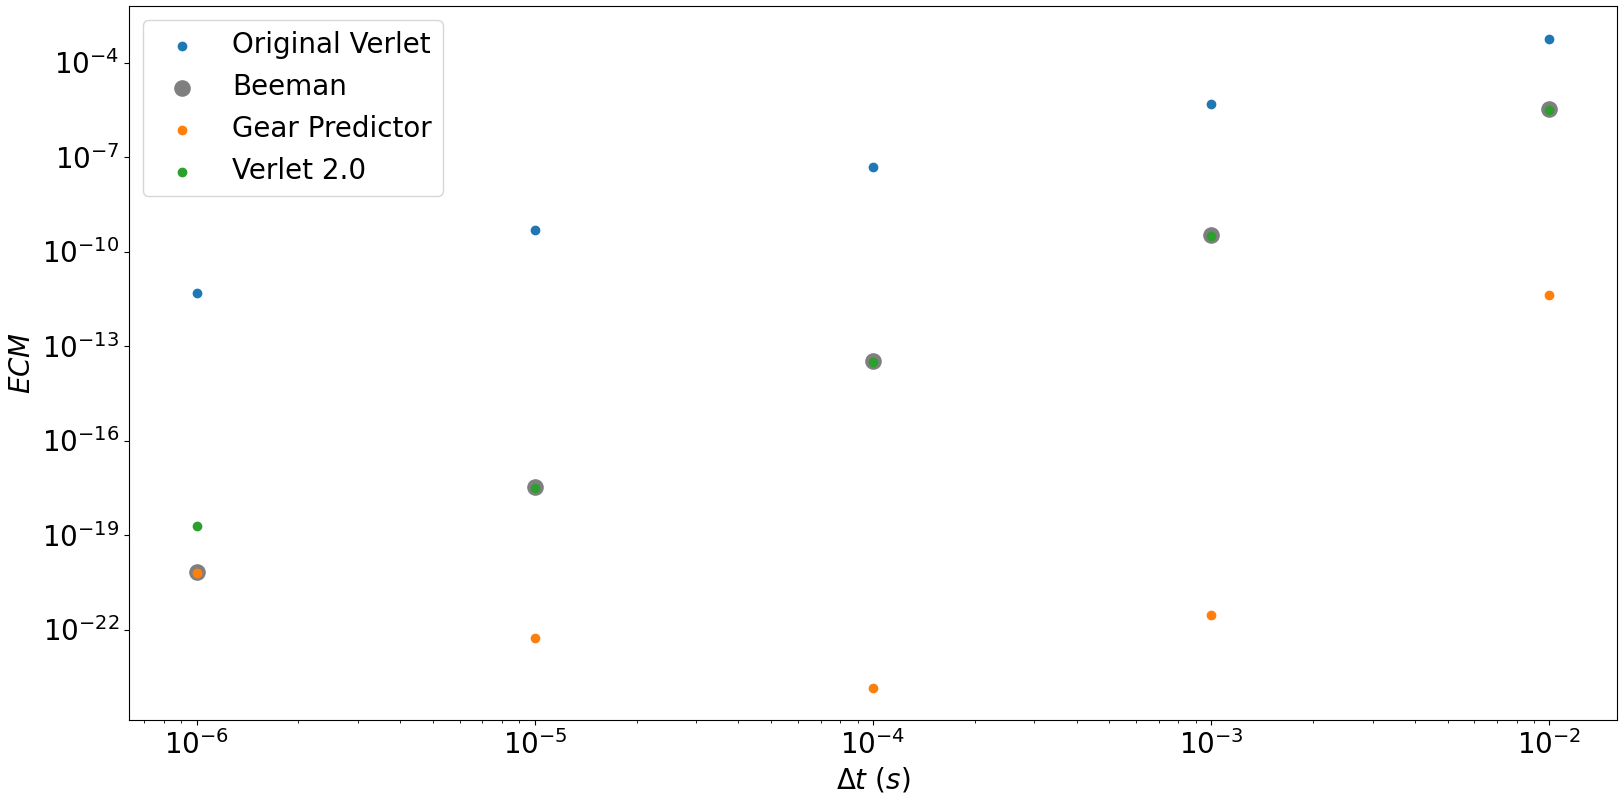 Original Verlet
Beeman
Gear Predictor
Verlet 2.0
10⁻⁴
10⁻⁷
10⁻¹⁰
10⁻¹³
10⁻¹⁶
10⁻¹⁹
10⁻²²
ECM
10⁻⁶ 10⁻⁵ 10⁻⁴ 10⁻³ 10⁻²
Δt (s)